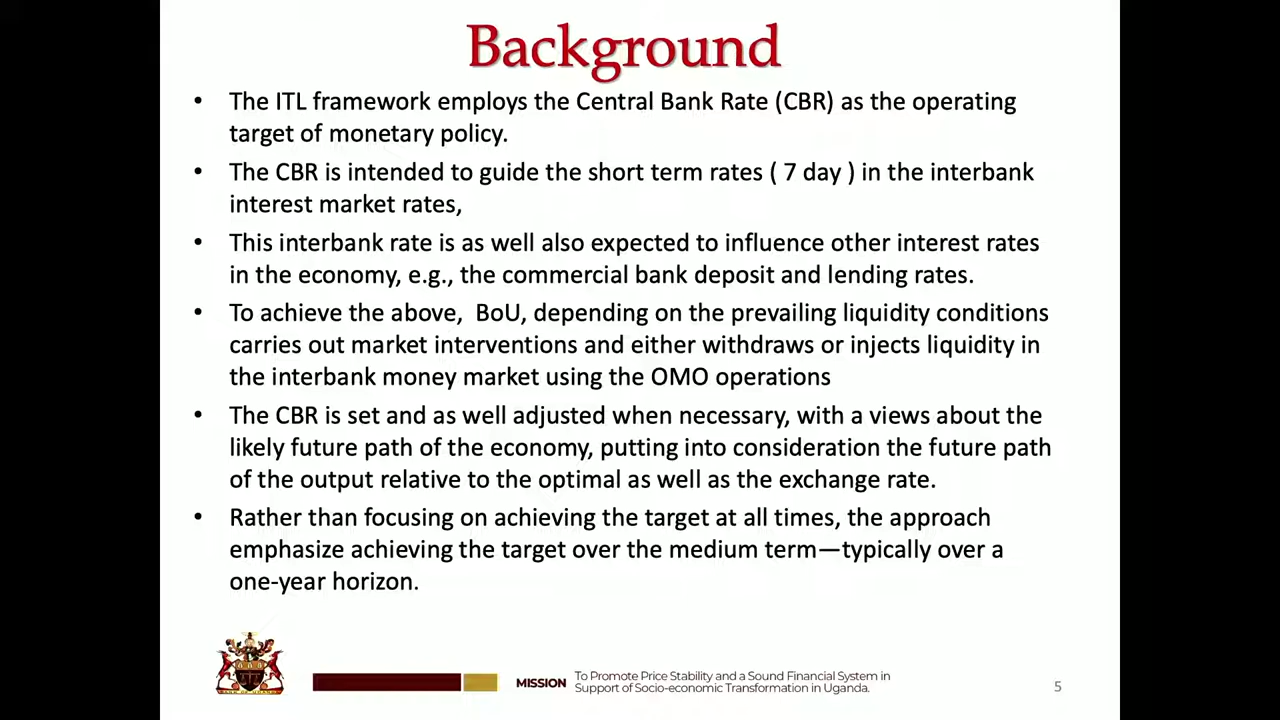 Background
• The ITL framework employs the Central Bank Rate (CBR) as the operating
target of monetary policy.
• The CBR is intended to guide the short term rates ( 7 day ) in the interbank
interest market rates,
• This interbank rate is as well also expected to influence other interest rates
in the economy, e.g., the commercial bank deposit and lending rates.
• To achieve the above,  BoU, depending on the prevailing liquidity conditions
carries out market interventions and either withdraws or injects liquidity in
the interbank money market using the OMO operations
• The CBR is set and as well adjusted when necessary, with a views about the
likely future path of the economy, putting into consideration the future path
of the output relative to the optimal as well as the exchange rate.
• Rather than focusing on achieving the target at all times, the approach
emphasize achieving the target over the medium term—typically over a
one-year horizon.
MISSION
To Promote Price Stability and a Sound Financial System in
Support of Socio-economic Transformation in Uganda.
5